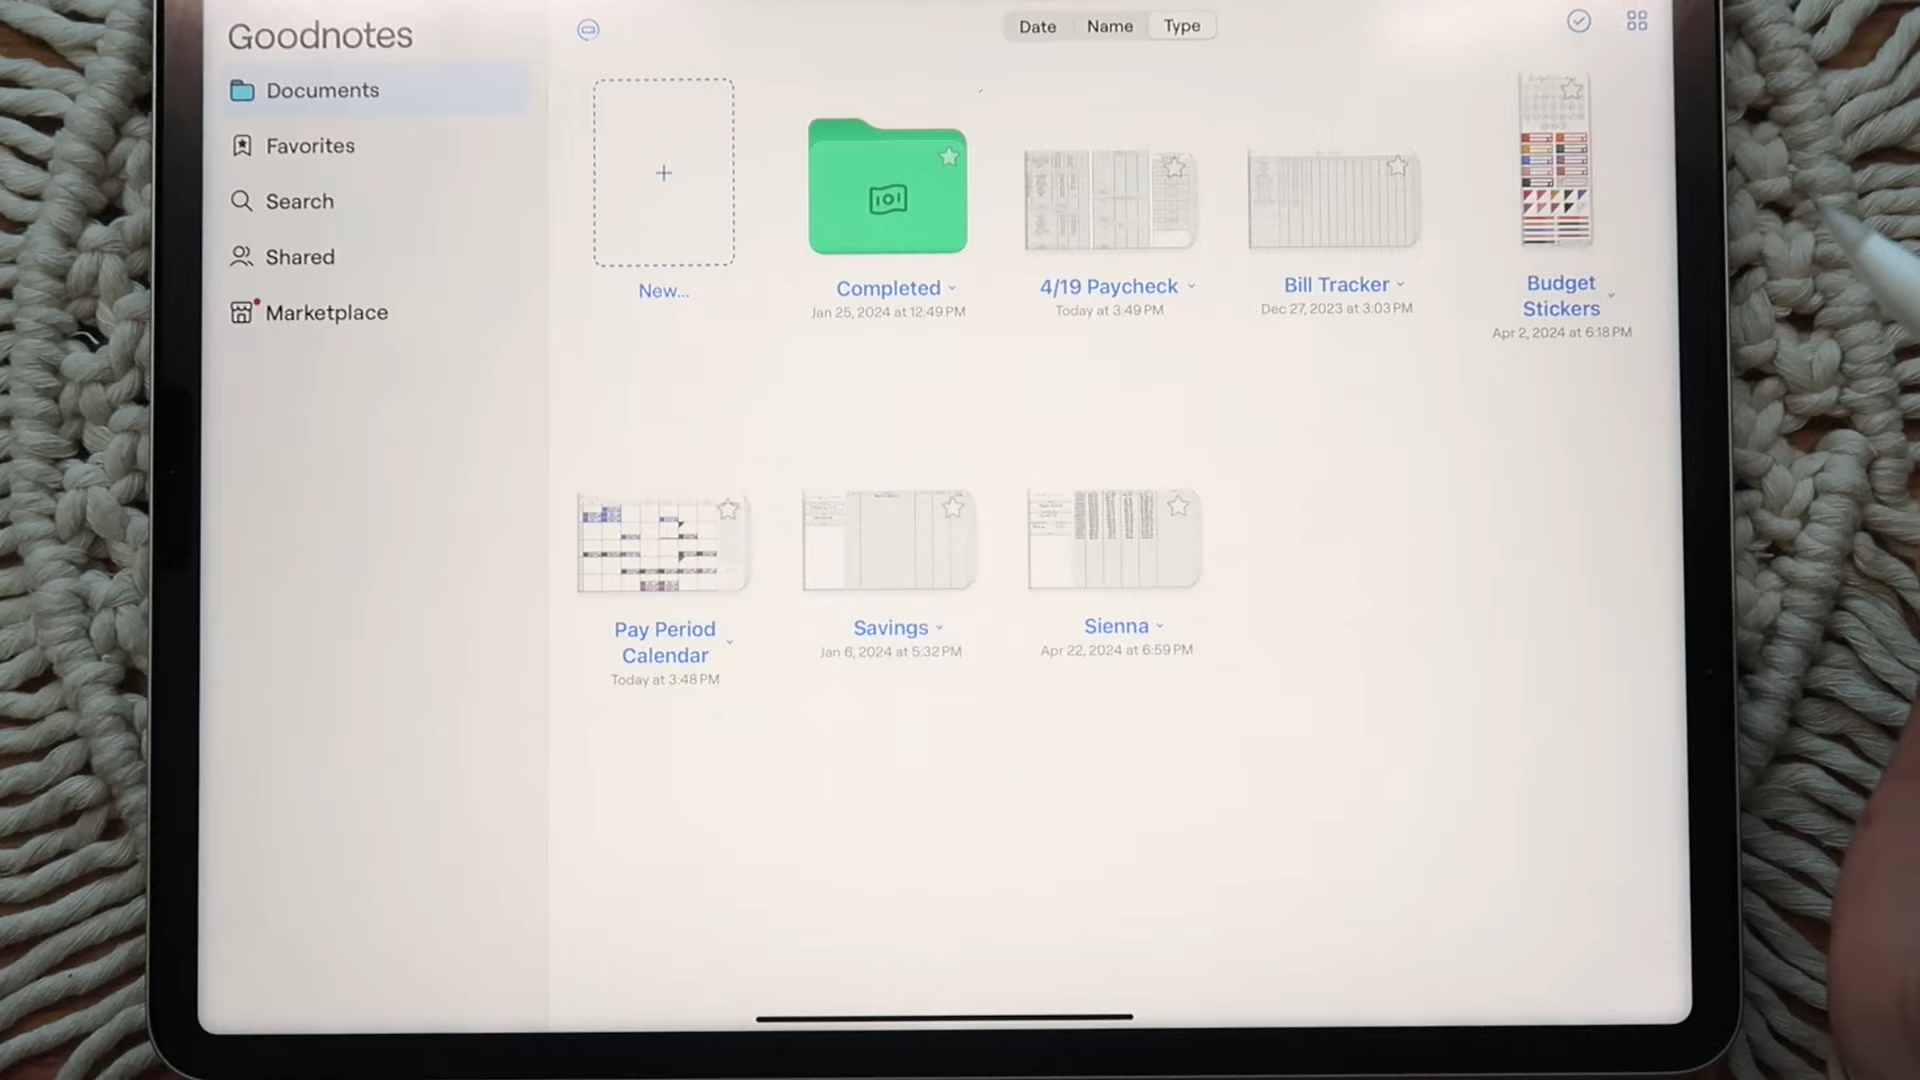 Goodnotes
Documents
Favorites
Search
Shared
Marketplace
Date Name Type
New...
Completed
Jan 25, 2024 at 12:49 PM
4/19 Paycheck
Today at 3:49 PM
Bill Tracker
Dec 27, 2023 at 3:03 PM
Budget
Stickers
Apr 2, 2024 at 6:18 PM
Pay Period
Calendar
Today at 3:48 PM
Savings
Jan 6, 2024 at 5:32 PM
Sienna
Apr 22, 2024 at 6:59 PM